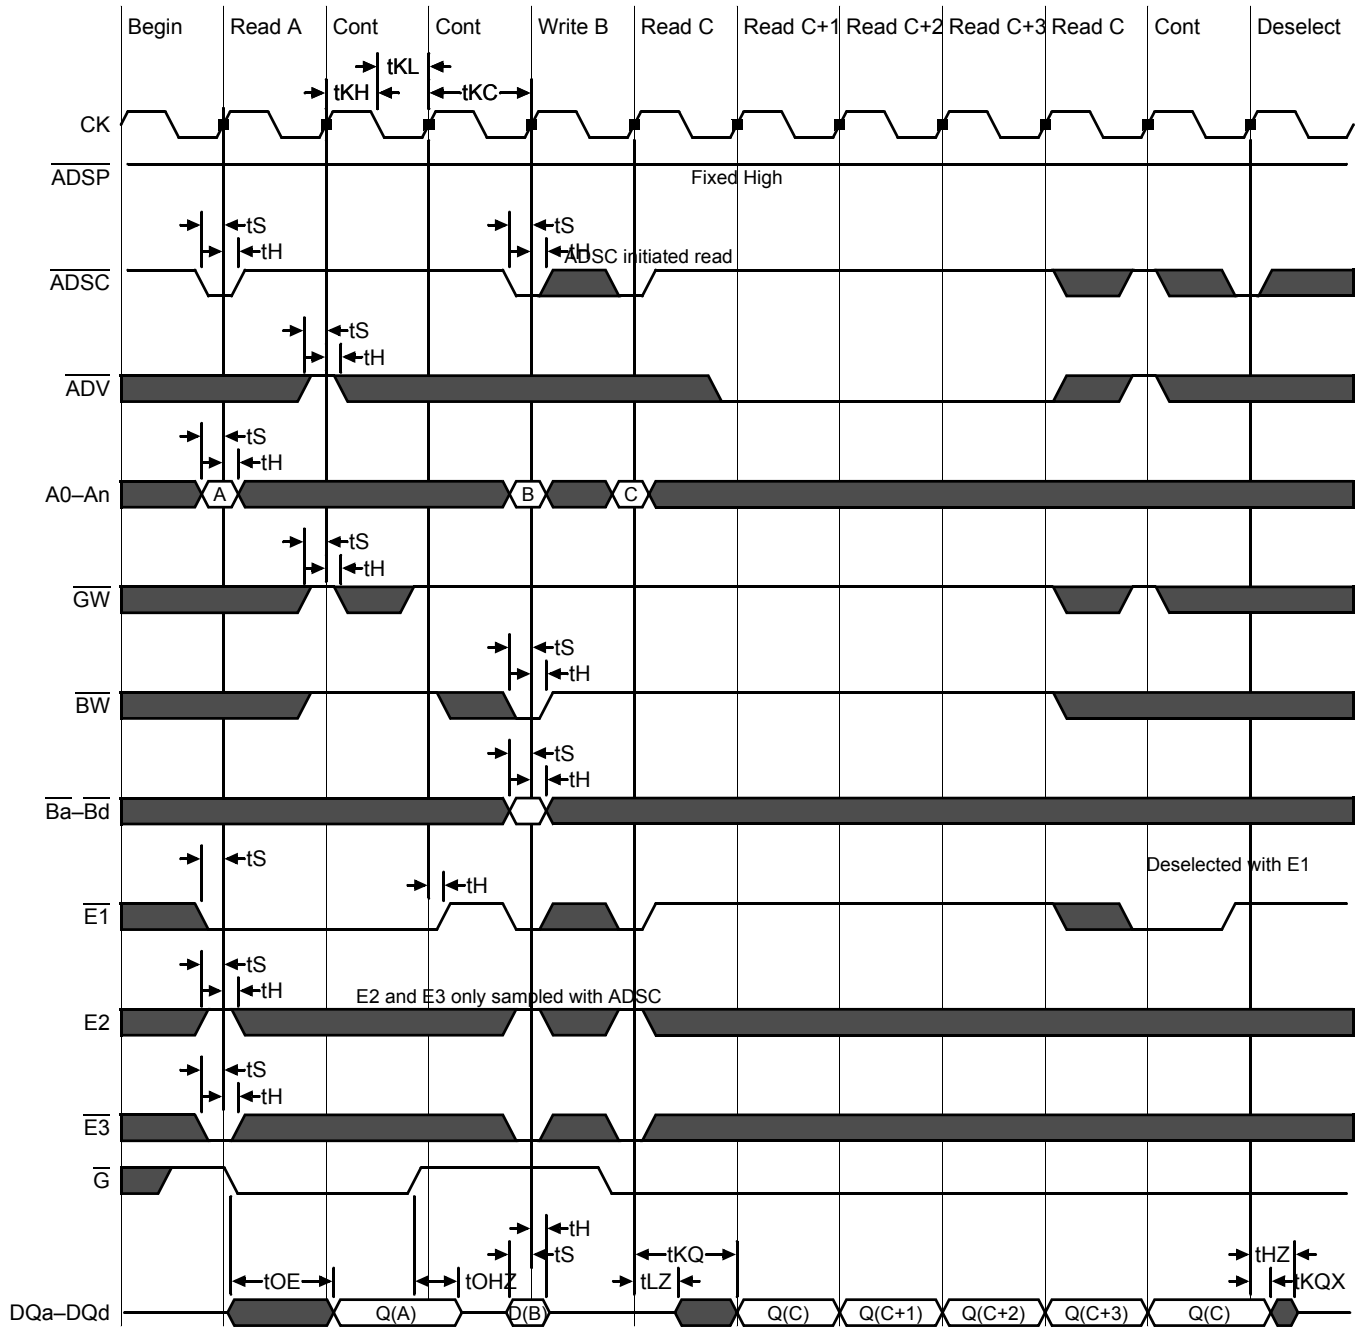 Begin Read A Cont Cont Write B Read C Read C+1 Read C+2 Read C+3 Read C Cont Deselect
tKL
tKH tKC
CK
ADSP
Fixed High
tS tS
tH tH
ADSC initiated read
ADSC
tS
tH
ADV
tS
tH
A0–An A B C
tS
tH
GW
tS
tH
BW
tS
tH
Ba–Bd
tS
Deselected with E1
tH
E1
tS
tH
E2 and E3 only sampled with ADSC
E2
tS
tH
E3
G
tH
tS tKQ tHZ
tOE tOHZ tLZ tKQX
DQa–DQd Q(A) D(B) Q(C) Q(C+1) Q(C+2) Q(C+3) Q(C)